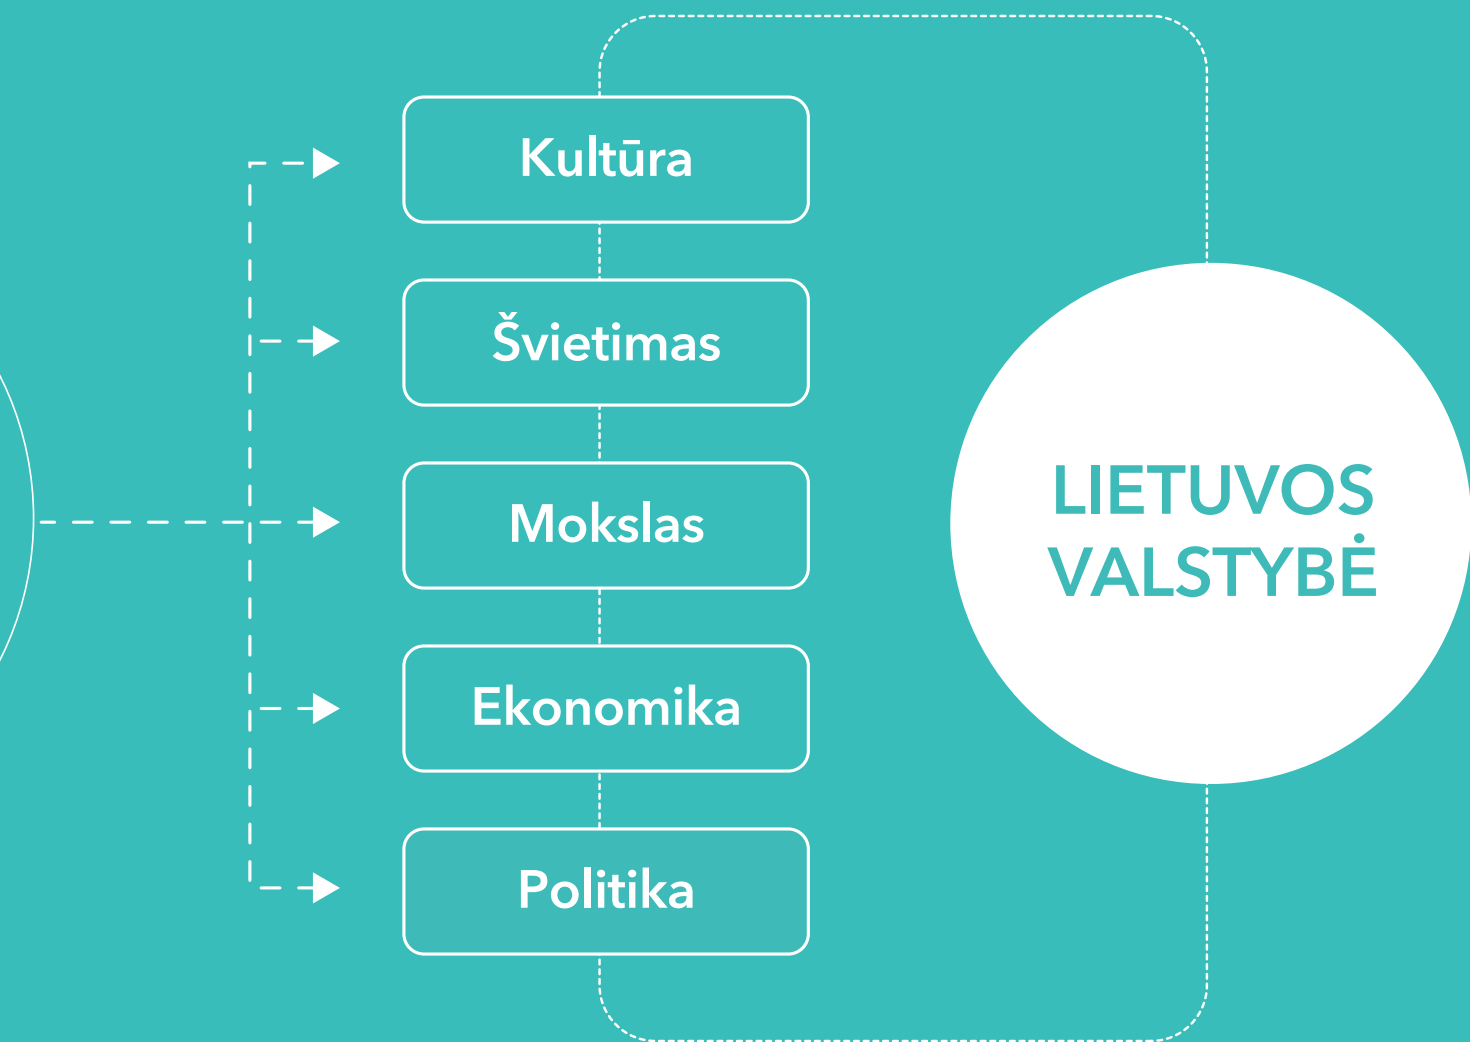 Kultūra
Švietimas
Mokslas
Ekonomika
Politika
LIETUVOS
VALSTYBĖ